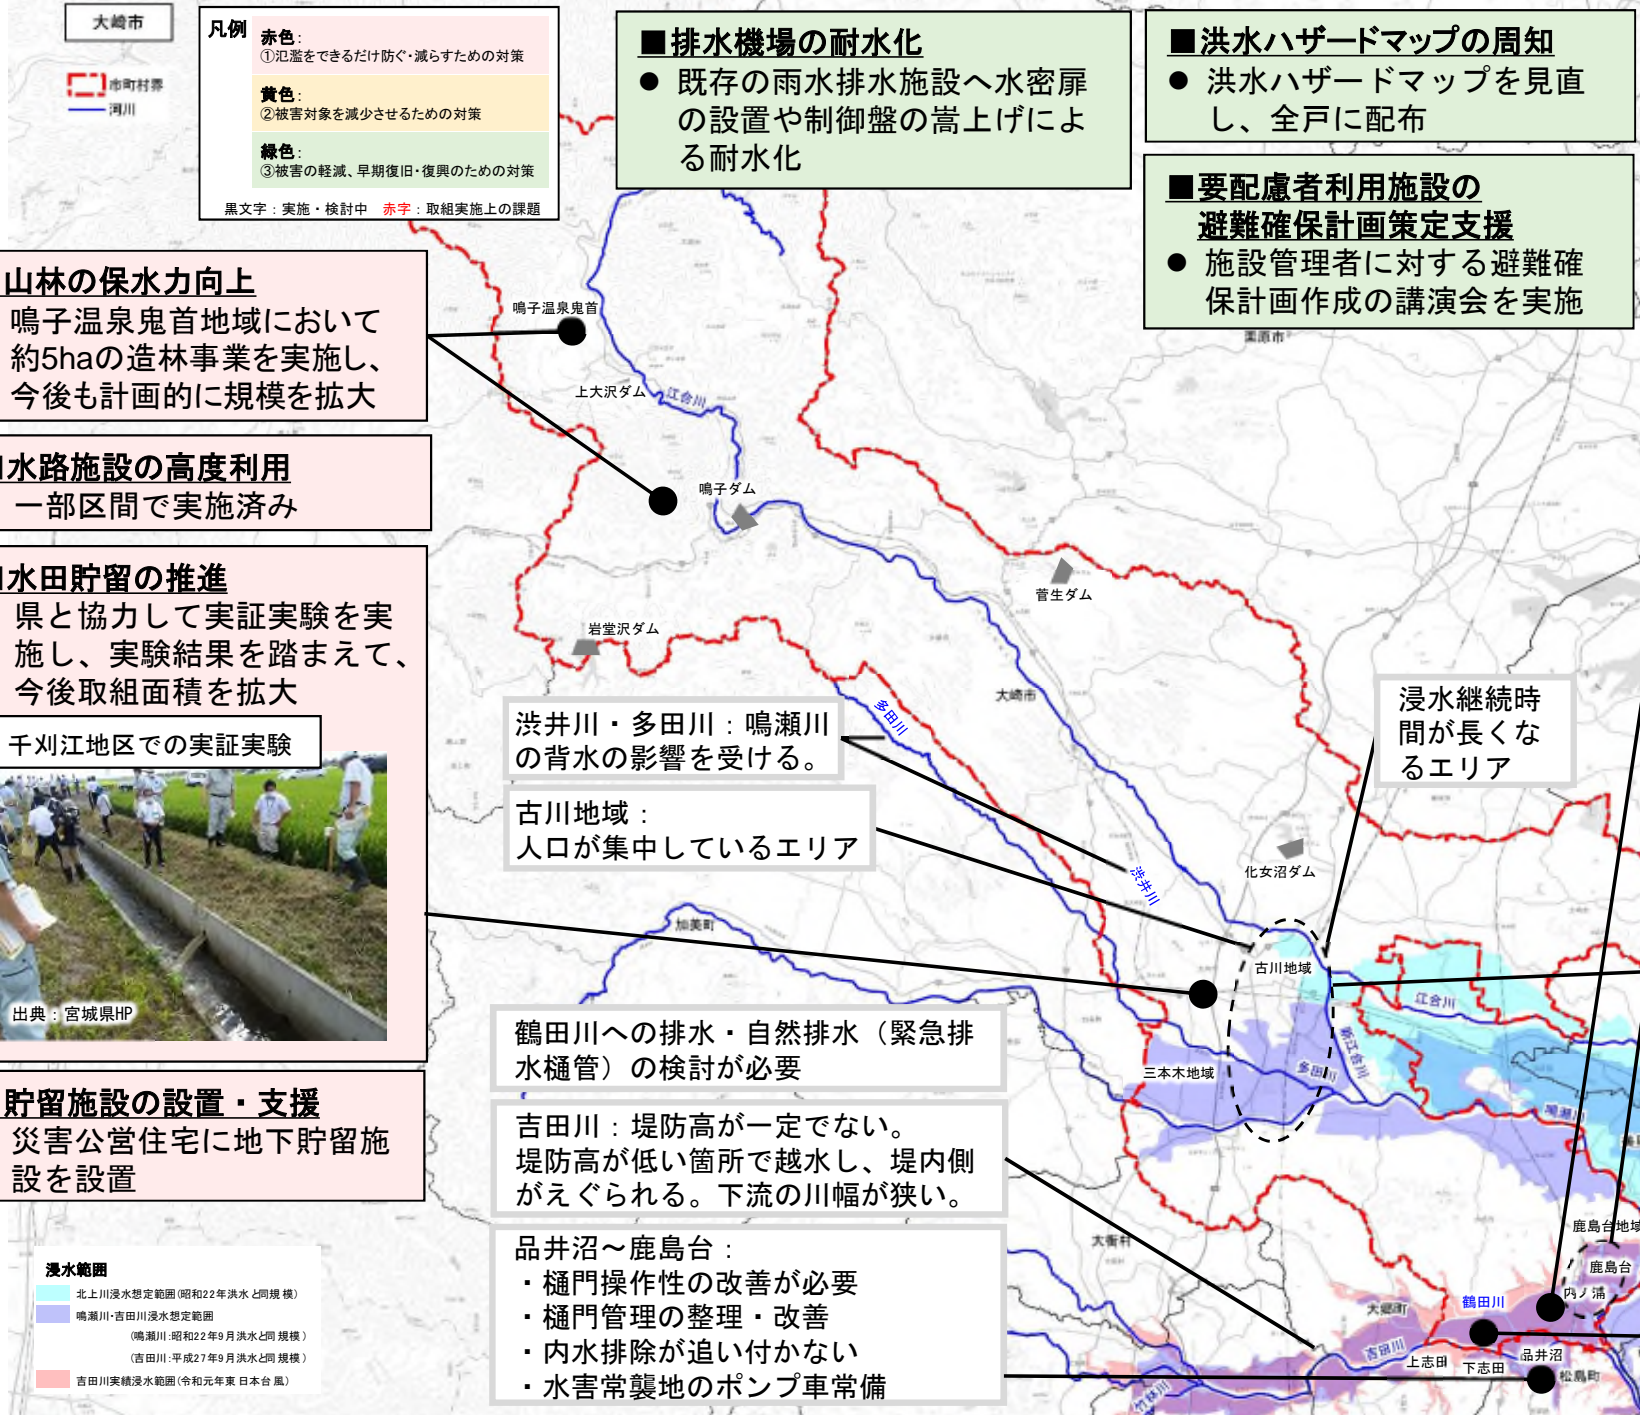 大崎市
市町村界
河川
凡例
赤色：
①氾濫をできるだけ防ぐ・減らすための対策
黄色：
②被害対象を減少させるための対策
緑色：
③被害の軽減、早期復旧・復興のための対策
黒文字：実施・検討中　赤字：取組実施上の課題
■排水機場の耐水化
● 既存の雨水排水施設へ水密扉
の設置や制御盤の嵩上げによ
る耐水化
■洪水ハザードマップの周知
● 洪水ハザードマップを見直
し、全戸に配布
■要配慮者利用施設の
避難確保計画策定支援
● 施設管理者に対する避難確
保計画作成の講演会を実施
山林の保水力向上
鳴子温泉鬼首地域において
約5haの造林事業を実施し、
今後も計画的に規模を拡大
水路施設の高度利用
一部区間で実施済み
水田貯留の推進
県と協力して実証実験を実
施し、実験結果を踏まえて、
今後取組面積を拡大
千刈江地区での実証実験
出典：宮城県HP
貯留施設の設置・支援
災害公営住宅に地下貯留施
設を設置
鳴子温泉鬼首
上大沢ダム
江合川
鳴子ダム
栗原市
菅生ダム
岩堂沢ダム
大崎市
多田川
渋井川・多田川：鳴瀬川
の背水の影響を受ける。
古川地域：
人口が集中しているエリア
浸水継続時
間が長くな
るエリア
渋井川
化女沼ダム
加美町
古川地域
江合川
新江合川
三本木地域
多田川
鳴瀬川
鶴田川への排水・自然排水（緊急排
水樋管）の検討が必要
吉田川：堤防高が一定でない。
堤防高が低い箇所で越水し、堤内側
がえぐられる。下流の川幅が狭い。
品井沼～鹿島台：
・樋門操作性の改善が必要
・樋門管理の整理・改善
・内水排除が追い付かない
・水害常襲地のポンプ車常備
大衡村
鹿島台地域
鹿島台
内ノ浦
大郷町
鶴田川
吉田川
上志田
下志田
品井沼
松島町
竹林川
浸水範囲
北上川浸水想定範囲(昭和22年洪水と同規模)
鳴瀬川・吉田川浸水想定範囲
(鳴瀬川:昭和22年9月洪水と同規模)
(吉田川:平成27年9月洪水と同規模)
吉田川実績浸水範囲(令和元年東日本台風)